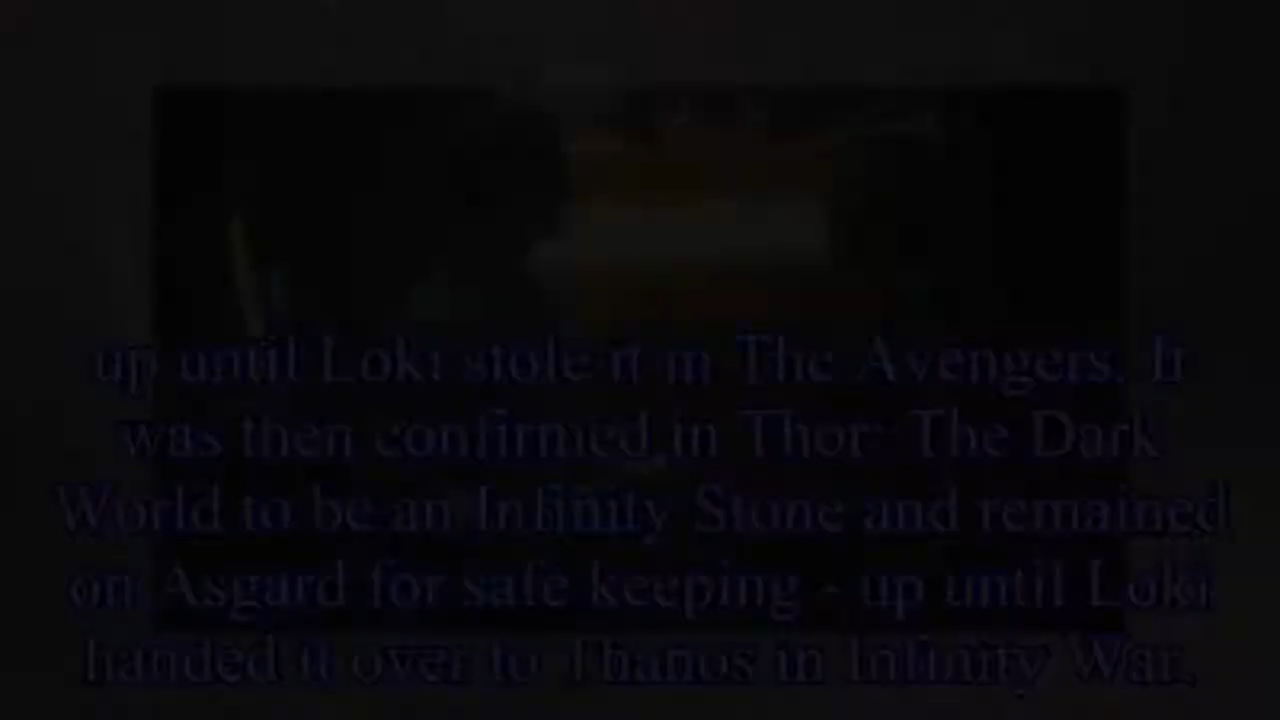 up until Loki stole it in The Avengers. It
was then confirmed in Thor: The Dark
World to be an Infinity Stone and remained
on Asgard for safe keeping - up until Loki
handed it over to Thanos in Infinity War.